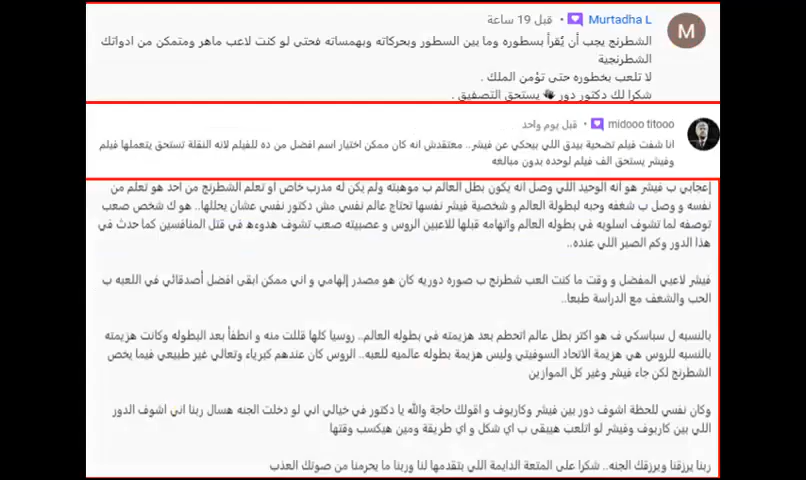 Murtadha L • قبل 19 ساعة
M
الشطرنج يجب أن يُقرأ بسطوره وما بين السطور وبحركاته وبهمساته فحتى لو كنت لاعب ماهر ومتمكن من ادواتك
الشطرنجية
لا تلعب بخطوره حتى تؤمن الملك .
شكرا لك دكتور دور 👏 يستحق التصفيق .
midooo titooo • قبل يوم واحد
انا شفت فيلم تضحية بيدق اللي بيحكي عن فيشر.. معتقدش انه كان ممكن اختيار اسم افضل من ده للفيلم لانه النقلة تستحق يتعملها فيلم
وفيشر يستحق الف فيلم لوحده بدون مبالغه
إعجابي ب فيشر هو انه الوحيد اللي وصل انه يكون بطل العالم ب موهبته ولم يكن له مدرب خاص او تعلم الشطرنج من احد هو تعلم من
نفسه و وصل ب شغفه وحبه لبطولة العالم و شخصية فيشر نفسها تحتاج عالم نفسي مش دكتور نفسي عشان يحللها.. هو ك شخص صعب
توصفه لما تشوف اسلوبه في بطوله العالم واتهامه قبلها للاعبين الروس و عصبيته صعب تشوف هدوءه في قتل المنافسين كما حدث في
هذا الدور وكم الصبر اللي عنده..
فيشر لاعبي المفضل و وقت ما كنت العب شطرنج ب صوره دوريه كان هو مصدر إلهامي و اني ممكن ابقى افضل أصدقائي في اللعبه ب
الحب والشغف مع الدراسة طبعا..
بالنسبه ل سباسكي ف هو اكتر بطل عالم اتحطم بعد هزيمته في بطوله العالم.. روسيا كلها قللت منه و انطفأ بعد البطوله وكانت هزيمته
بالنسبه للروس هي هزيمة الاتحاد السوفيتي وليس هزيمة بطوله عالميه للعبه.. الروس كان عندهم كبرياء وتعالي غير طبيعي فيما يخص
الشطرنج لكن جاء فيشر وغير كل الموازين
وكان نفسي للحظة اشوف دور بين فيشر وكاربوف و اقولك حاجة والله يا دكتور في خيالي اني لو دخلت الجنه هسال ربنا اني اشوف الدور
اللي بين كاربوف وفيشر لو اتلعب هيبقى ب اي شكل و اي طريقة ومين هيكسب وقتها
ربنا يرزقنا ويرزقك الجنه.. شكرا على المتعة الدايمة اللي بتقدمها لنا وربنا ما يحرمنا من صوتك العذب